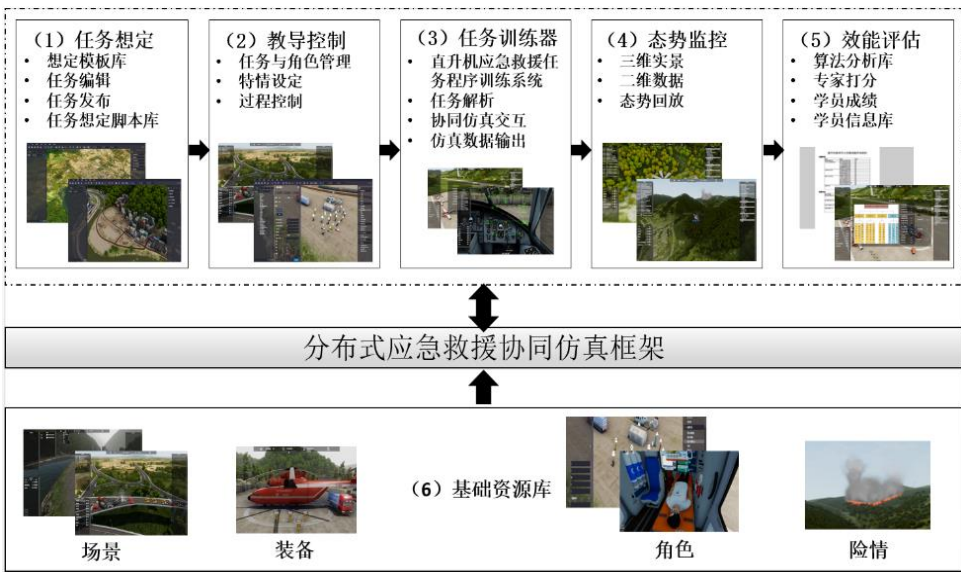 （1）任务想定
• 想定模板库
• 任务编辑
• 任务发布
• 任务想定脚本库
（2）教导控制
• 任务与角色管理
• 特情设定
• 过程控制
（3）任务训练器
• 直升机应急救援任
务程序训练系统
• 任务解析
• 协同仿真交互
• 仿真数据输出
（4）态势监控
• 三维实景
• 二维数据
• 态势回放
（5）效能评估
• 算法分析库
• 专家打分
• 学员成绩
• 学员信息库
分布式应急救援协同仿真框架
（6）基础资源库
场景
装备
角色
险情